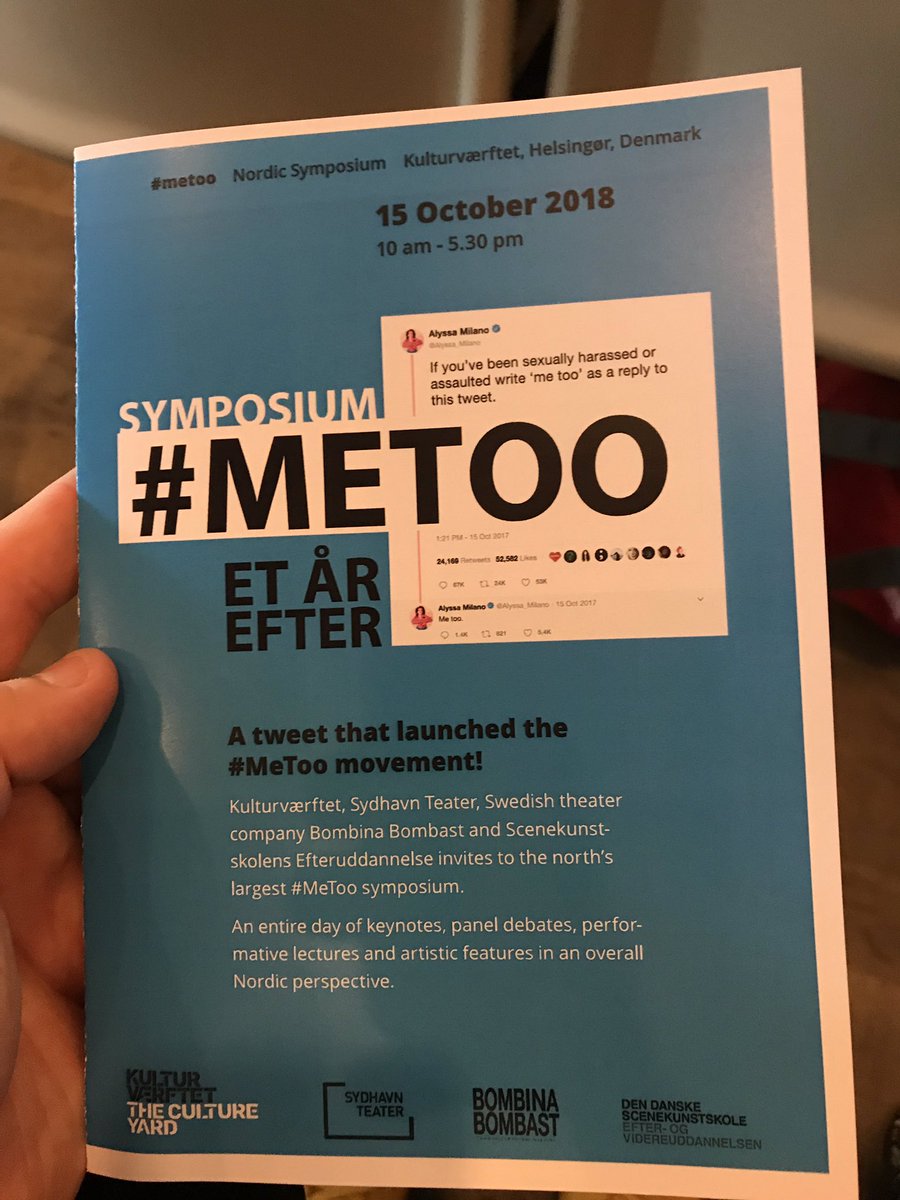 #metoo Nordic Symposium Kulturværftet, Helsingør, Denmark
15 October 2018
10 am - 5.30 pm
Alyssa Milano
@Alyssa_Milano
If you've been sexually harassed or
assaulted write 'me too' as a reply to
this tweet.
SYMPOSIUM
#METOO
1:21 PM - 15 Oct 2017
24,169 Retweets 52,582 Likes
67K 24K 53K
ET ÅR
EFTER
Alyssa Milano @Alyssa_Milano · 15 Oct 2017
Me too.
1.4K 821 5.4K
A tweet that launched the
#MeToo movement!
Kulturværftet, Sydhavn Teater, Swedish theater
company Bombina Bombast and Scenekunst-
skolens Efteruddannelse invites to the north's
largest #MeToo symposium.
An entire day of keynotes, panel debates, perfor-
mative lectures and artistic features in an overall
Nordic perspective.
KULTUR
VÆRFTET
THE CULTURE
YARD
SYDHAVN
TEATER
BOMBINA
BOMBAST
DEN DANSKE
SCENEKUNSTSKOLE
EFTER- OG
VIDEREUDDANNELSEN